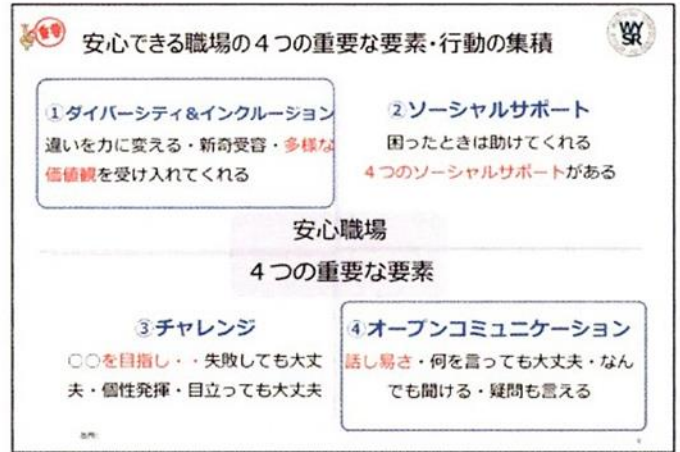 重要
安心できる職場の４つの重要な要素・行動の集積
WYSR
①ダイバーシティ&インクルージョン
違いを力に変える・新奇受容・多様な
価値観を受け入れてくれる
②ソーシャルサポート
困ったときは助けてくれる
４つのソーシャルサポートがある
安心職場
４つの重要な要素
③チャレンジ
○○を目指し・・失敗しても大丈
夫・個性発揮・目立っても大丈夫
④オープンコミュニケーション
話し易さ・何を言っても大丈夫・なん
でも聞ける・疑問も言える